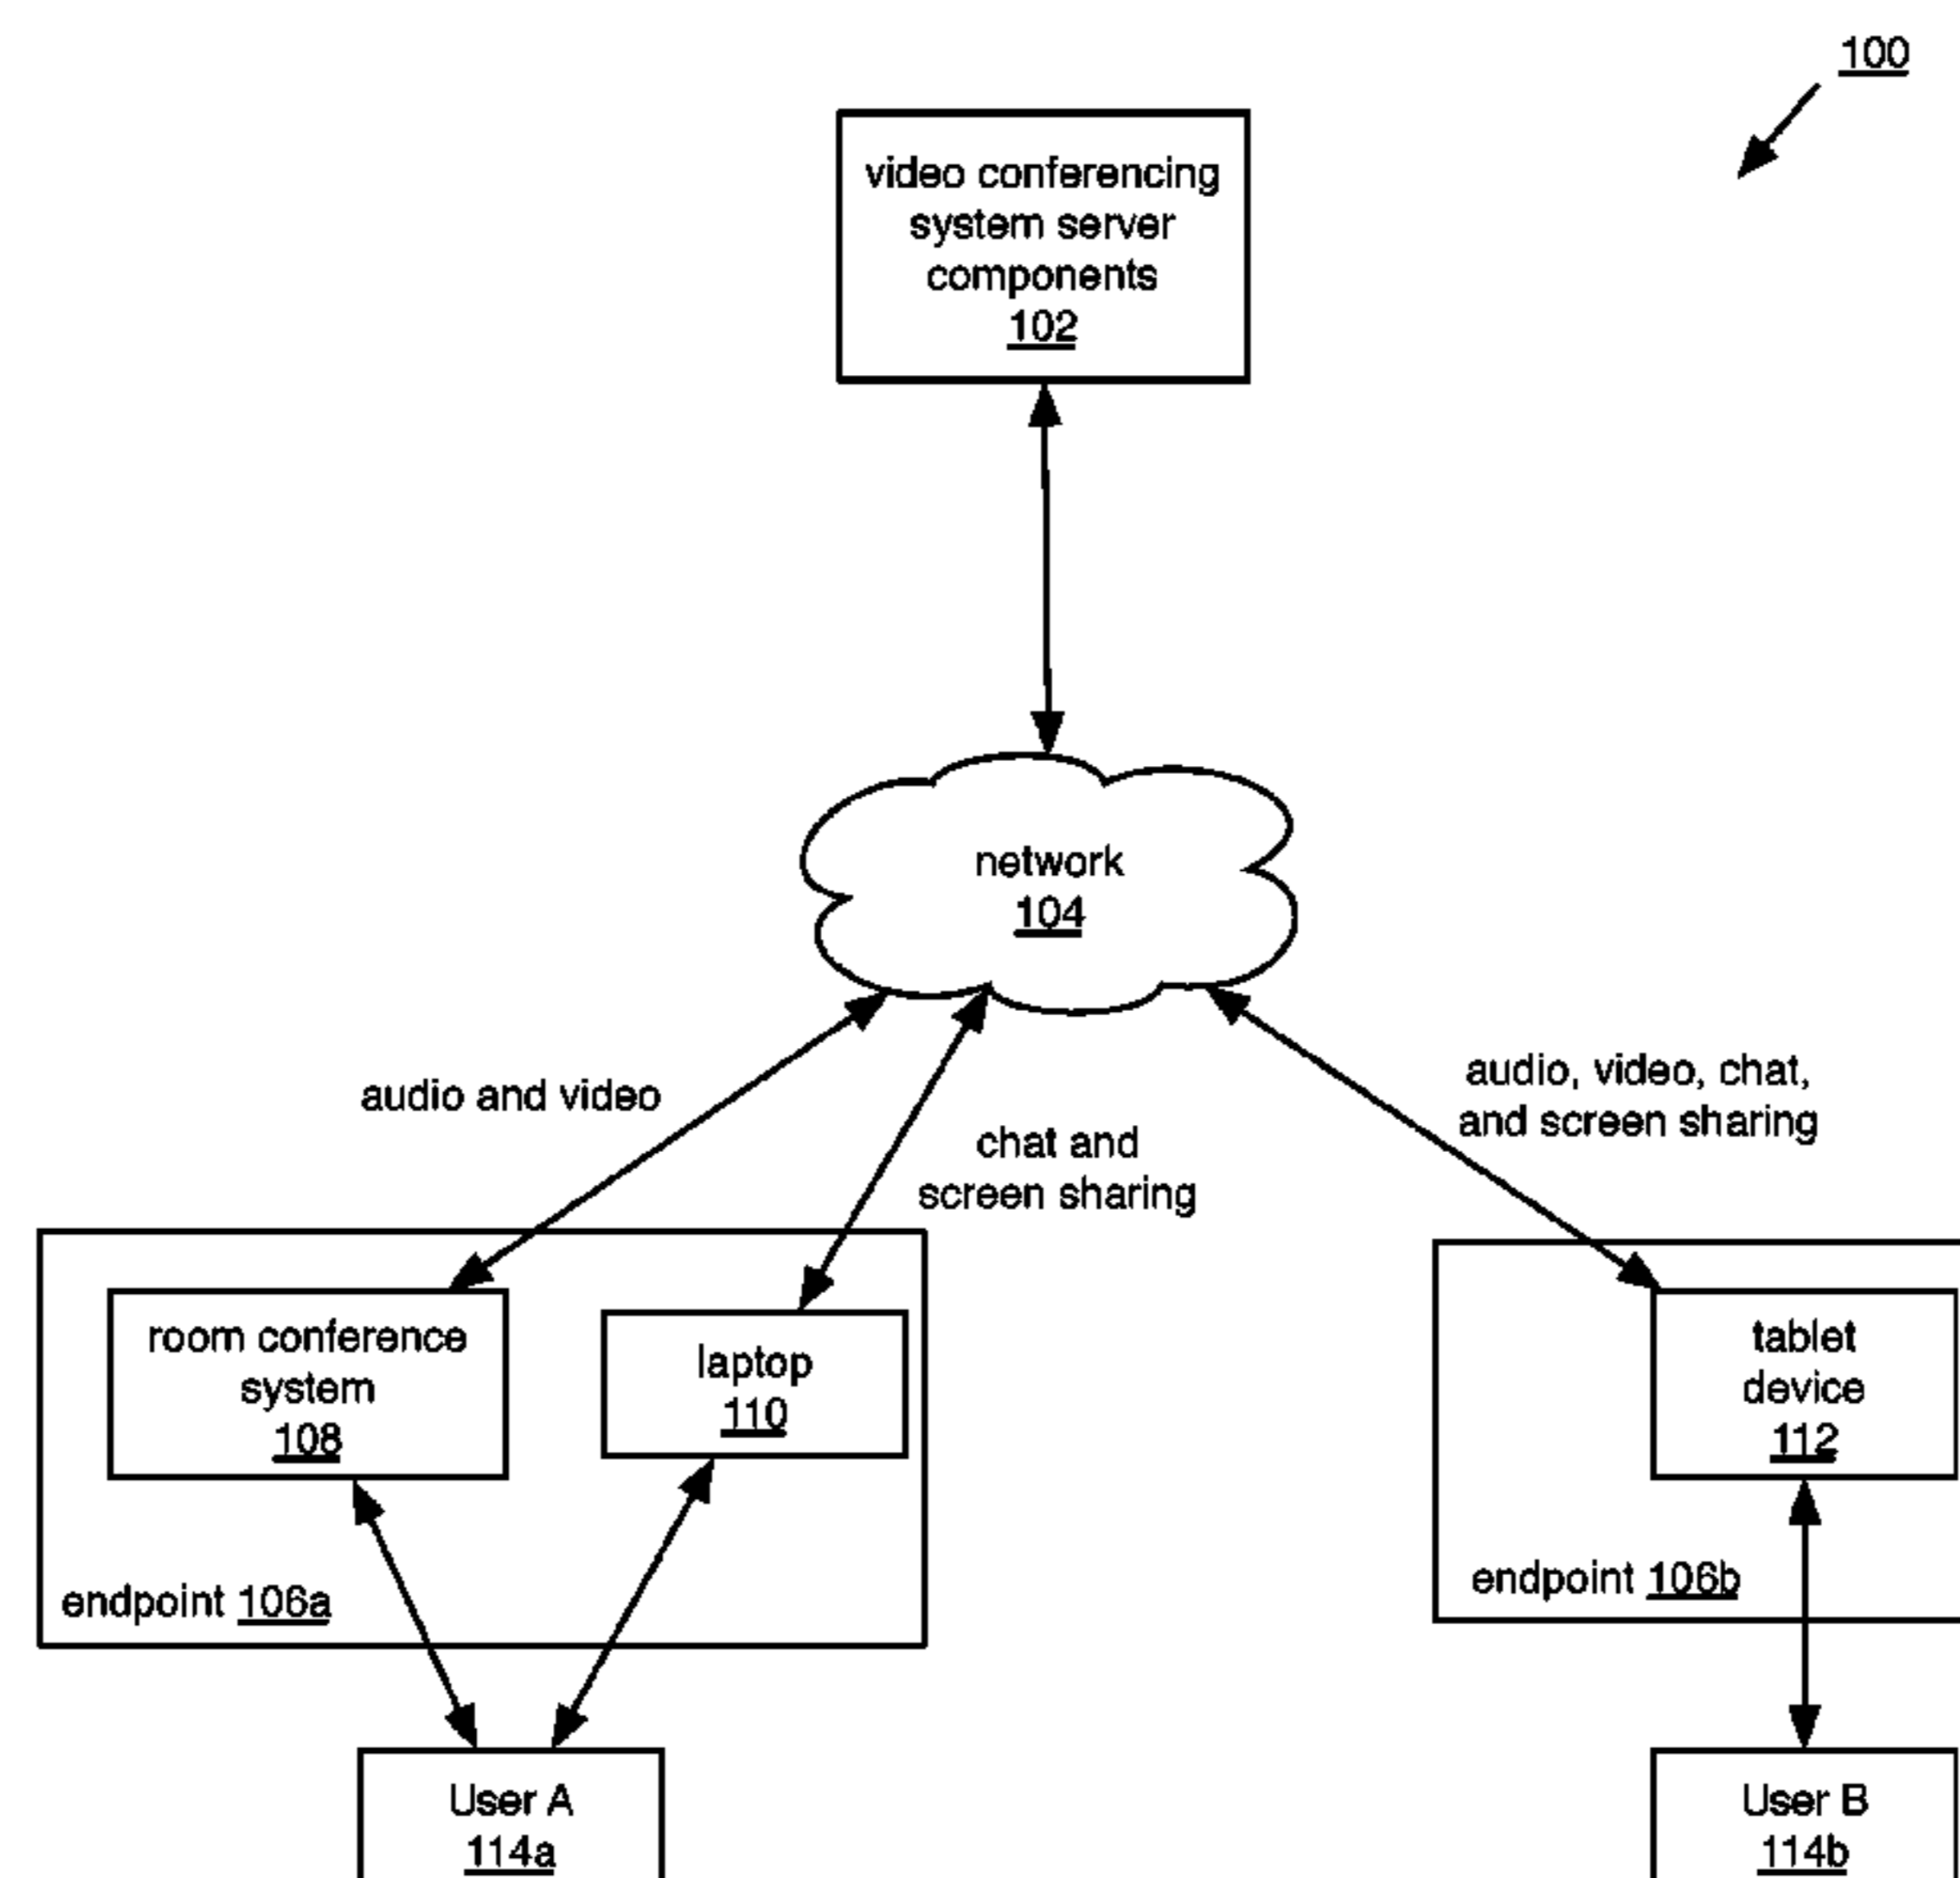 100
video conferencing
system server
components
102
network
104
audio and video
chat and
screen sharing
audio, video, chat,
and screen sharing
room conference
system
108
laptop
110
tablet
device
112
endpoint 106a
endpoint 106b
User A
114a
User B
114b